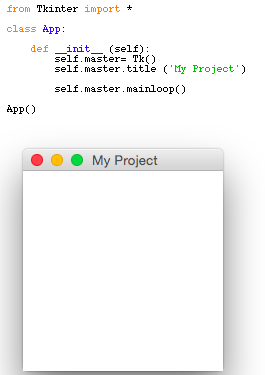 from Tkinter import *
class App:
def __init__ (self):
self.master= Tk()
self.master.title ('My Project')
self.master.mainloop()
App()
My Project